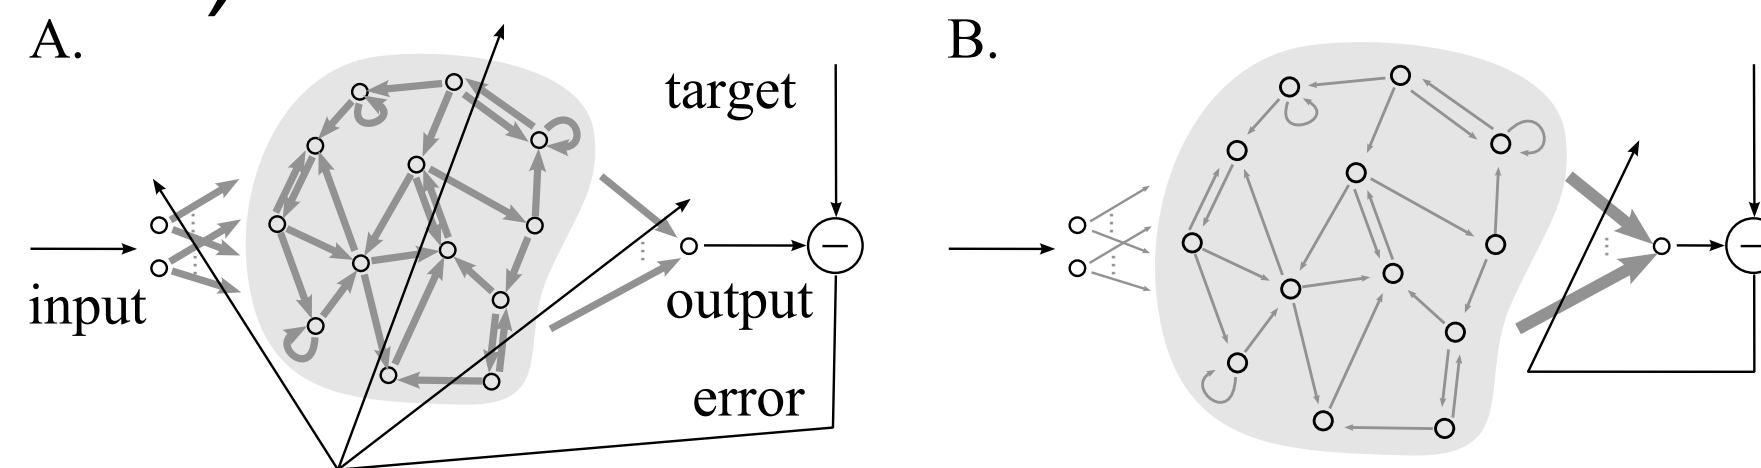 A.
target
input
output
error
B.